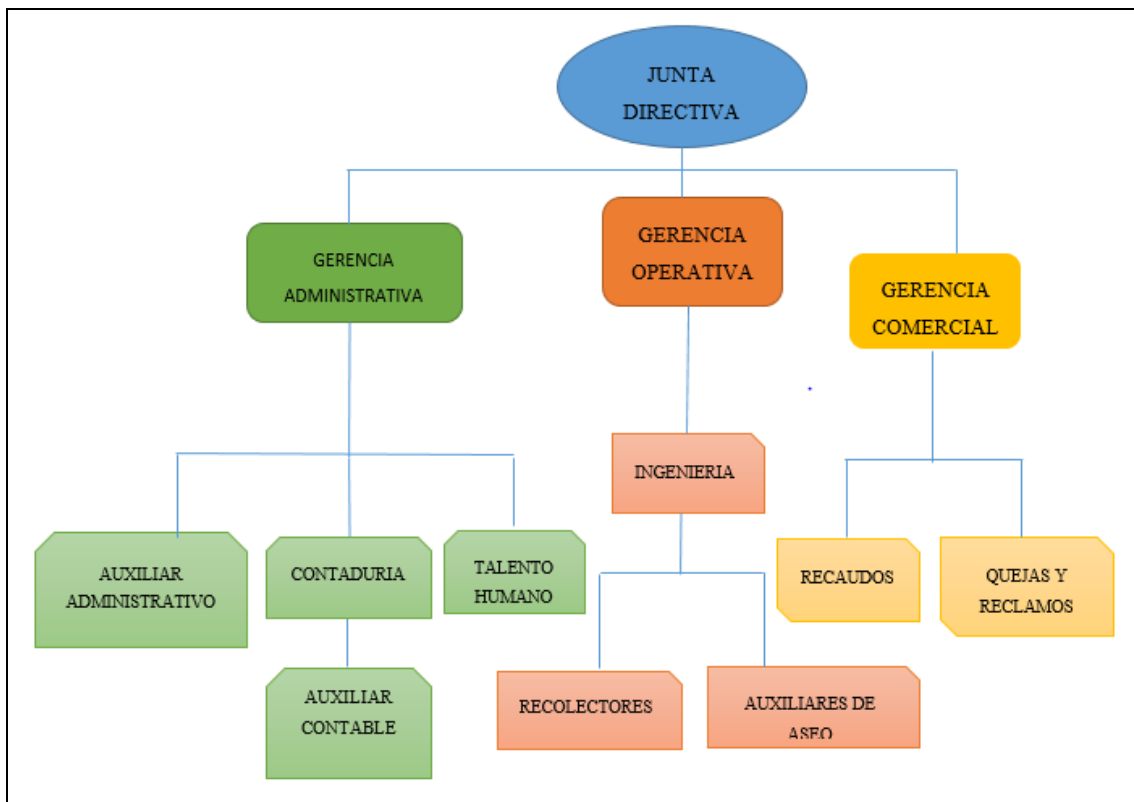 JUNTA
DIRECTIVA
GERENCIA
ADMINISTRATIVA
GERENCIA
OPERATIVA
GERENCIA
COMERCIAL
INGENIERIA
AUXILIAR
ADMINISTRATIVO
CONTADURIA
TALENTO
HUMANO
RECAUDOS
QUEJAS Y
RECLAMOS
AUXILIAR
CONTABLE
RECOLECTORES
AUXILIARES DE
ASEO